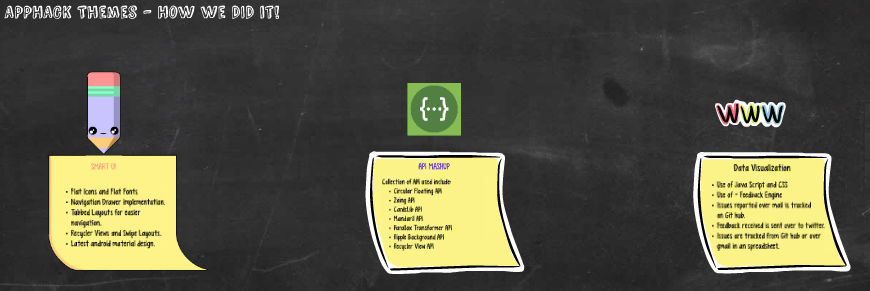 APPHACK THEMES - HOW WE DID IT!
SMART UI
• Flat Icons and Flat Fonts
• Navigation Drawer Implemention.
• Tabbed Layouts for easier
navigation.
• Recycler Views and Swipe Layouts.
• Latest android material design.
{...}
API MASHUP
Collection of API used include:
• Circular Floating API
• Zxing API
• CandleLib API
• Mandaril API
• Parallax Transformer API
• Ripple Background API
• Recycler View API
WWW
Data Visualization
• Use of Java Script and CSS
• Use of - Feedback Engine
• Issues reported over mail is tracked
on Git hub.
• Feedback received is sent over to twitter.
• Issues are tracked from Git hub or over
gmail in an spreadsheet.